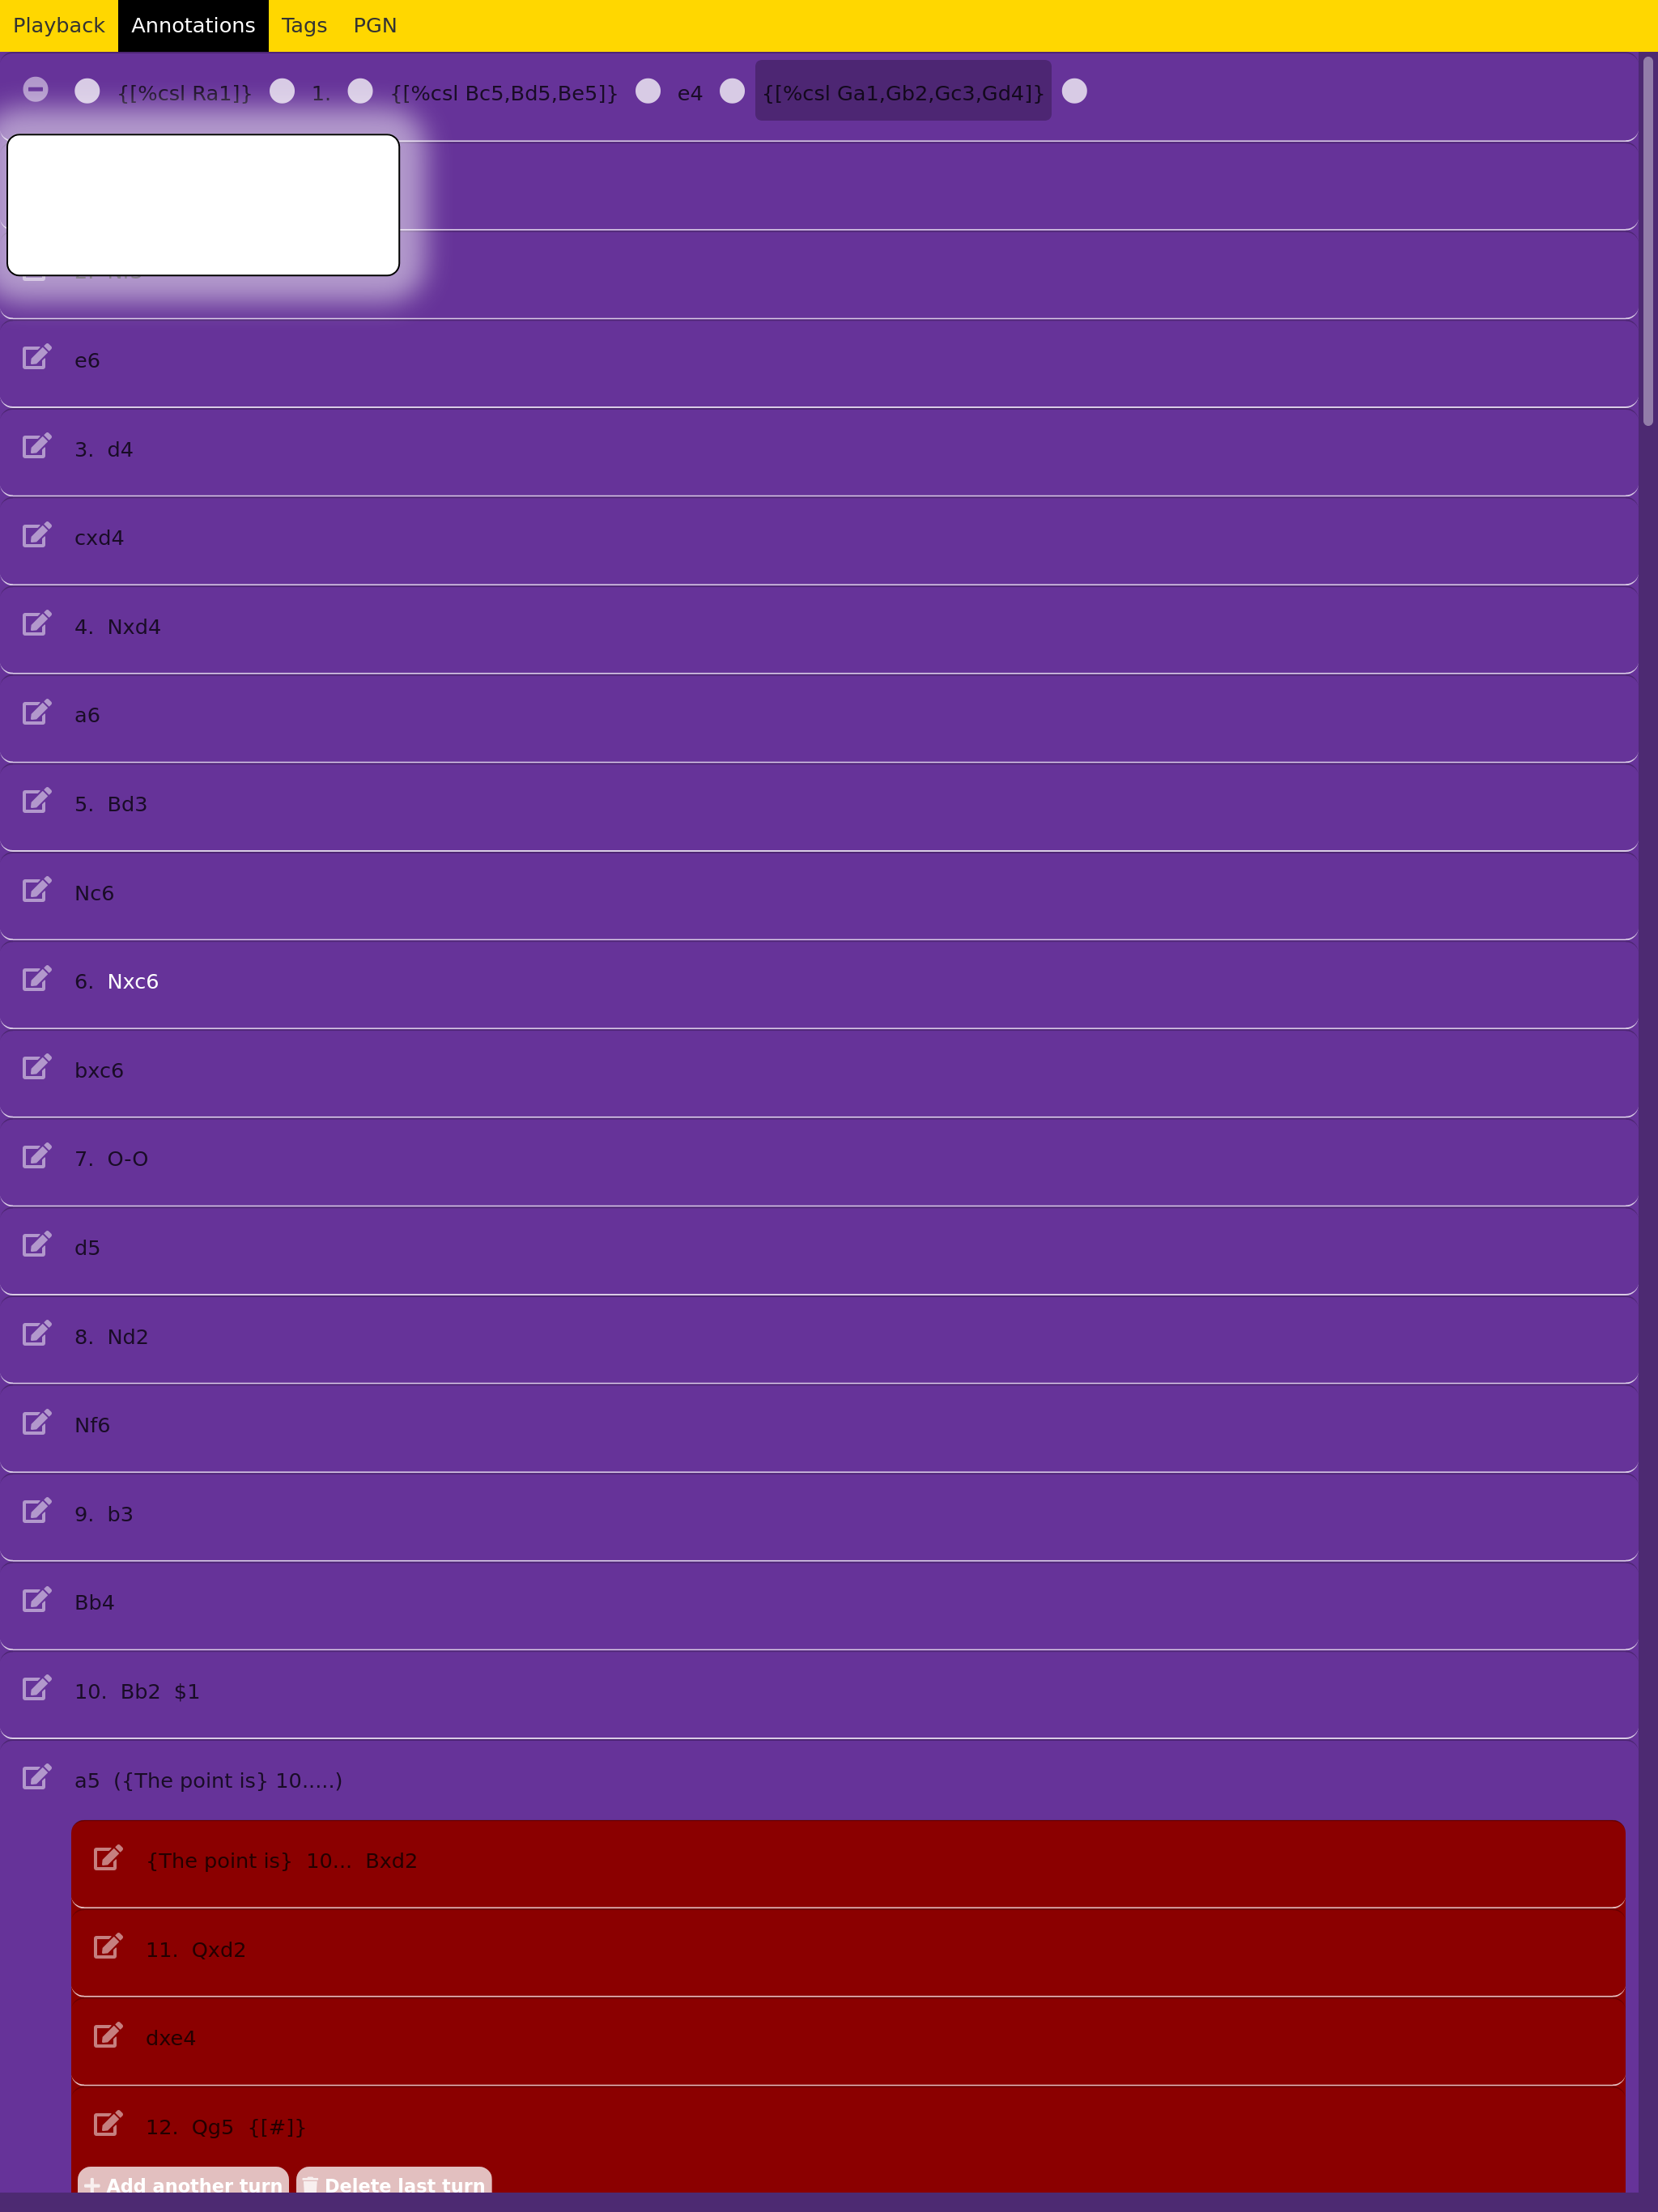 Playback Annotations Tags PGN
{[%csl Ra1]} 1. {[%csl Bc5,Bd5,Be5]} e4 {[%csl Ga1,Gb2,Gc3,Gd4]}
e6
3. d4
cxd4
4. Nxd4
a6
5. Bd3
Nc6
6. Nxc6
bxc6
7. O-O
d5
8. Nd2
Nf6
9. b3
Bb4
10. Bb2 $1
a5 ({The point is} 10.....)
{The point is} 10... Bxd2
11. Qxd2
dxe4
12. Qg5 {[#]}
Add another turn Delete last turn